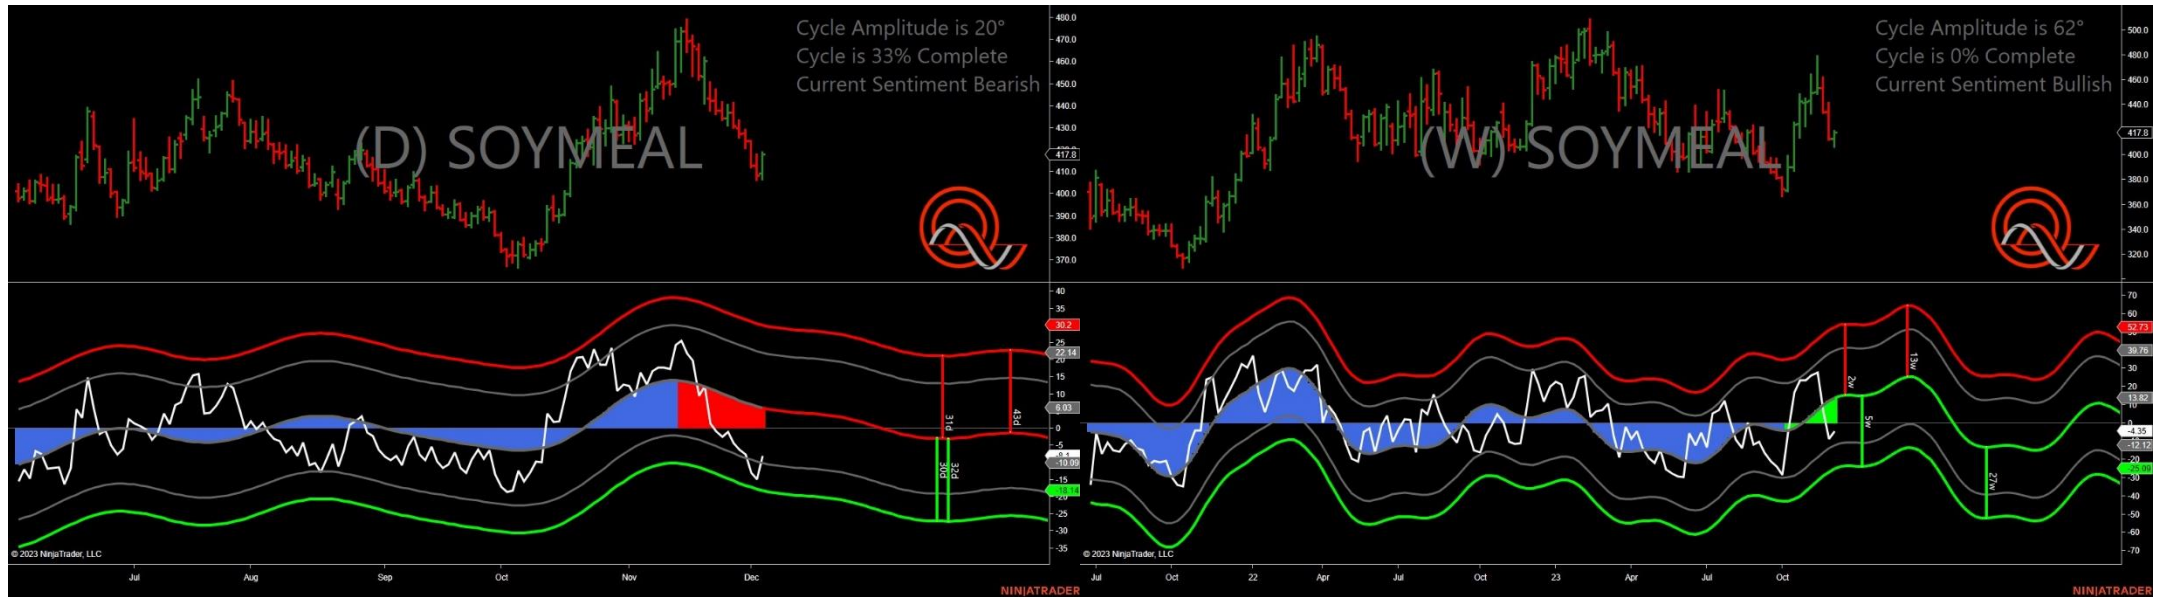 Cycle Amplitude is 20°
Cycle is 33% Complete
Current Sentiment Bearish
(D) SOYMEAL
480.0
470.0
460.0
450.0
440.0
430.0
417.8
410.0
400.0
390.0
380.0
370.0
40
35
30.2
25
22.14
15
10
6.03
0
-5
-10.09
-18.14
-25
-30
-35
31d
43d
30d
32d
© 2023 NinjaTrader, LLC
Jul
Aug
Sep
Oct
Nov
Dec
NINJATRADER
Cycle Amplitude is 62°
Cycle is 0% Complete
Current Sentiment Bullish
(W) SOYMEAL
500.0
480.0
460.0
440.0
417.8
400.0
380.0
360.0
340.0
320.0
70
60
52.73
39.76
30
20
13.82
-4.35
-12.12
-20
-25.09
-30
-40
-50
-60
-70
2w
13w
5w
27w
© 2023 NinjaTrader, LLC
Jul
Oct
22
Apr
Jul
Oct
23
Apr
Jul
Oct
NINJATRADER